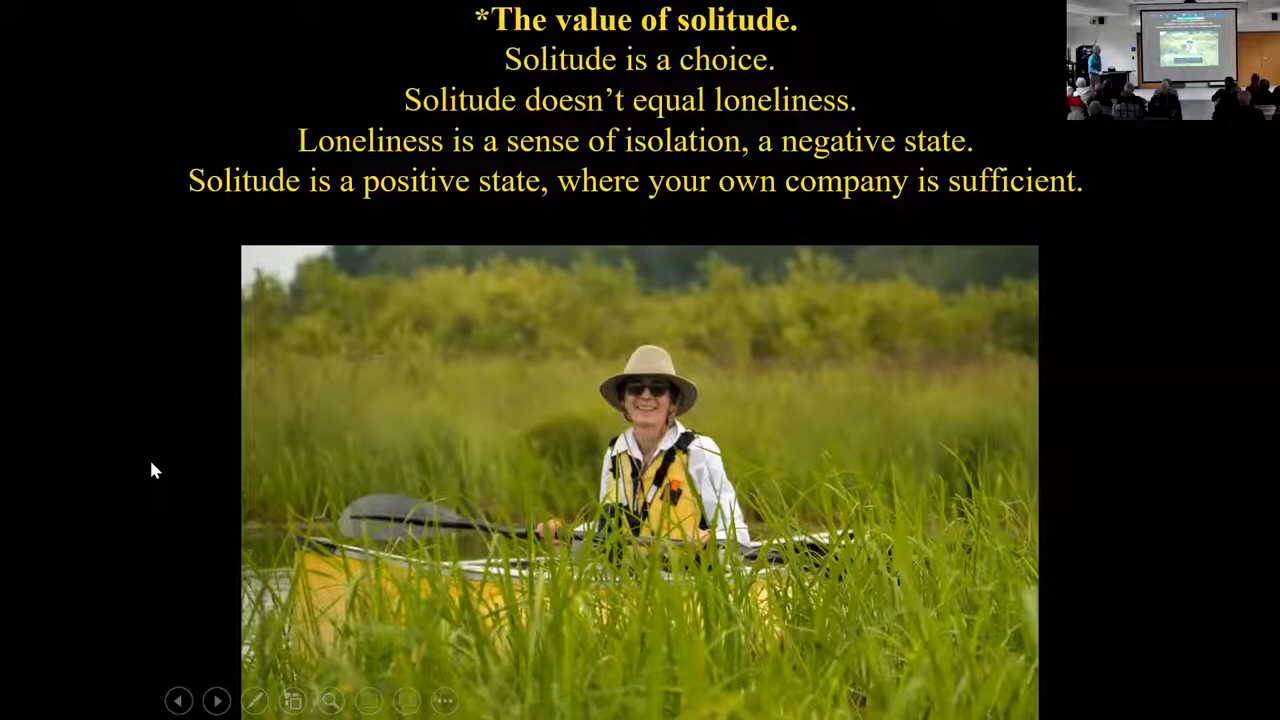 *The value of solitude.
Solitude is a choice.
Solitude doesn’t equal loneliness.
Loneliness is a sense of isolation, a negative state.
Solitude is a positive state, where your own company is sufficient.